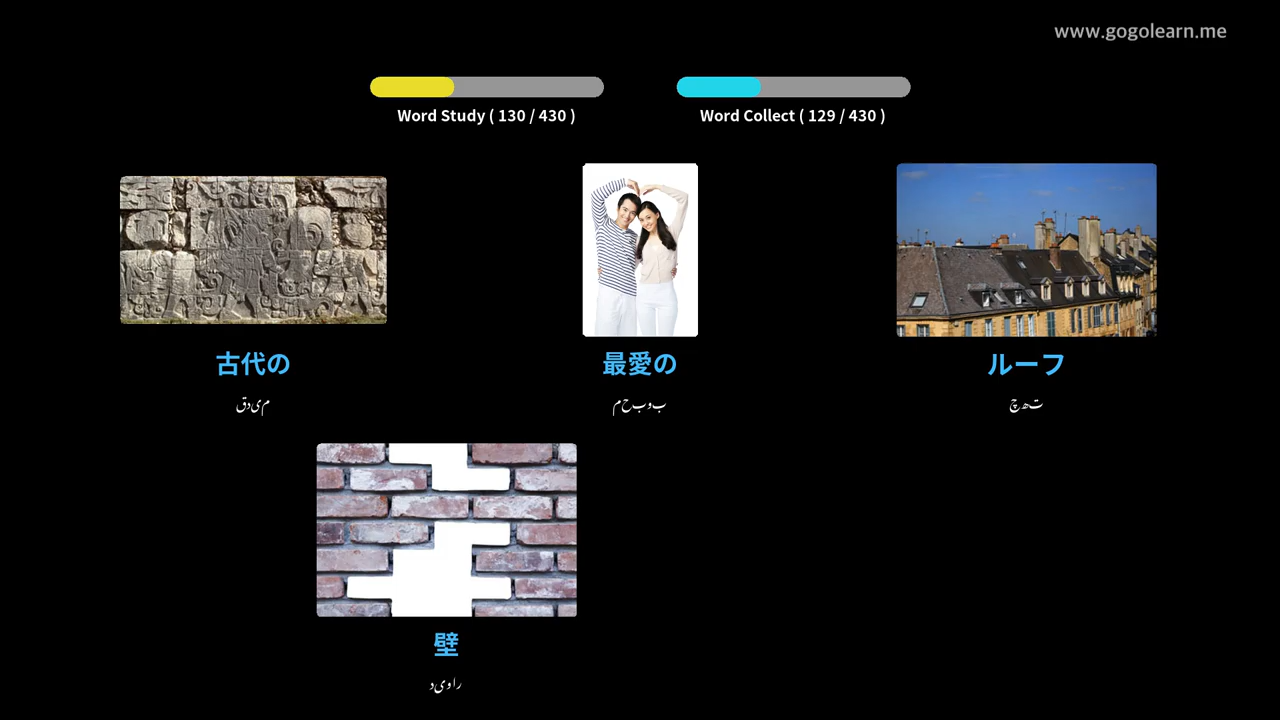 www.gogolearn.me
Word Study ( 130 / 430 )
Word Collect ( 129 / 430 )
古代の
قدیم
最愛の
محبوب
ルーフ
چھت
壁
دیوار